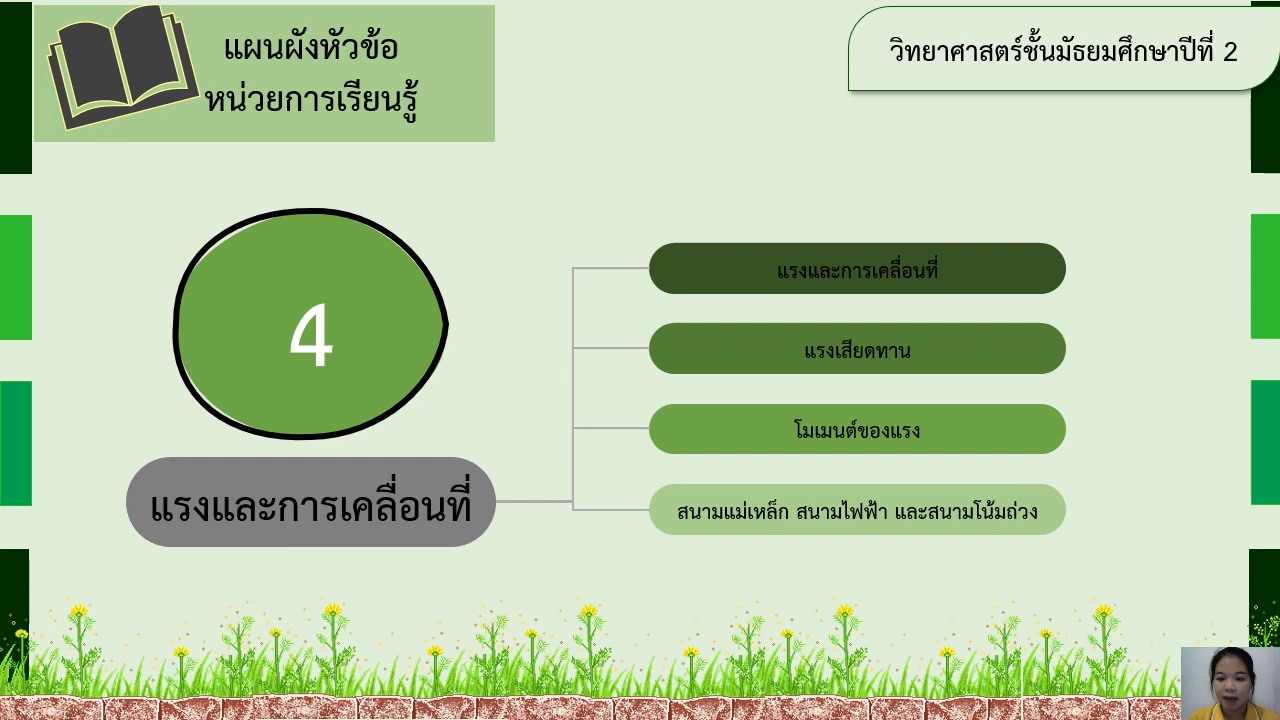 แผนผังหัวข้อ
หน่วยการเรียนรู้
วิทยาศาสตร์ชั้นมัธยมศึกษาปีที่ 2
4
แรงและการเคลื่อนที่
แรงและการเคลื่อนที่
แรงเสียดทาน
โมเมนต์ของแรง
สนามแม่เหล็ก สนามไฟฟ้า และสนามโน้มถ่วง